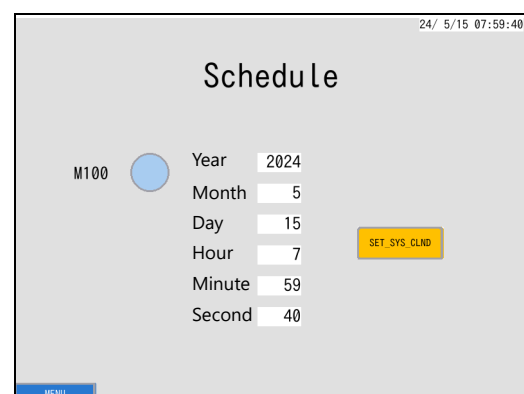 24/ 5/15 07:59:40
Schedule
M100
Year 2024
Month 5
Day 15
Hour 7
Minute 59
Second 40
SET_SYS_CLND
MENU